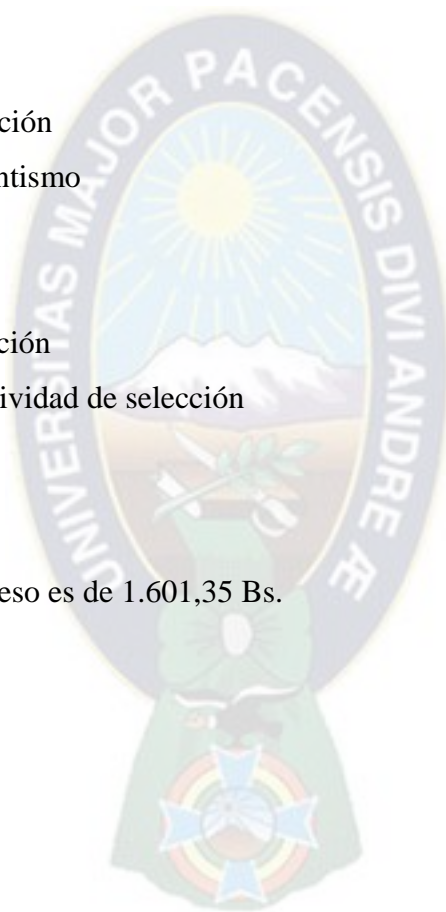 ción
ntismo
ción
ividad de selección
eso es de 1.601,35 Bs.
UNIVERSITAS MAJOR PACENSIS DIVI ANDRE Æ